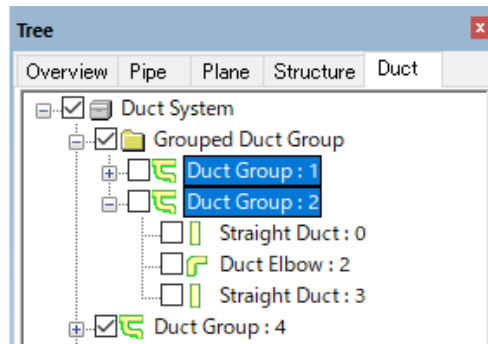 Tree
Overview Pipe Plane Structure Duct
Duct System
Grouped Duct Group
Duct Group : 1
Duct Group : 2
Straight Duct : 0
Duct Elbow : 2
Straight Duct : 3
Duct Group : 4